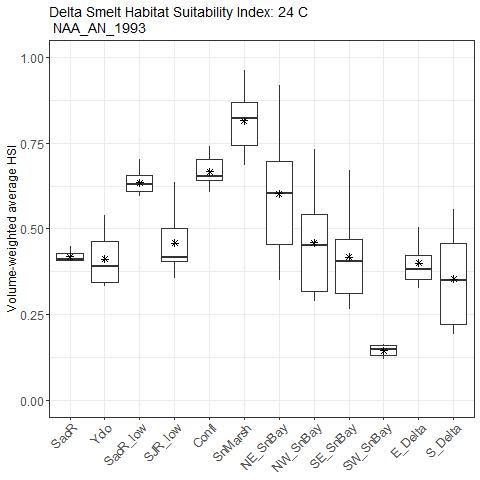 Delta Smelt Habitat Suitability Index: 24 C
NAA_AN_1993
Volume-weighted average HSI
1.00
0.75
0.50
0.25
0.00
SacR
Yolo
SacR_low
SJR_low
Confl
SnMarsh
NE_SnBay
NW_SnBay
SE_SnBay
SW_SnBay
E_Delta
S_Delta